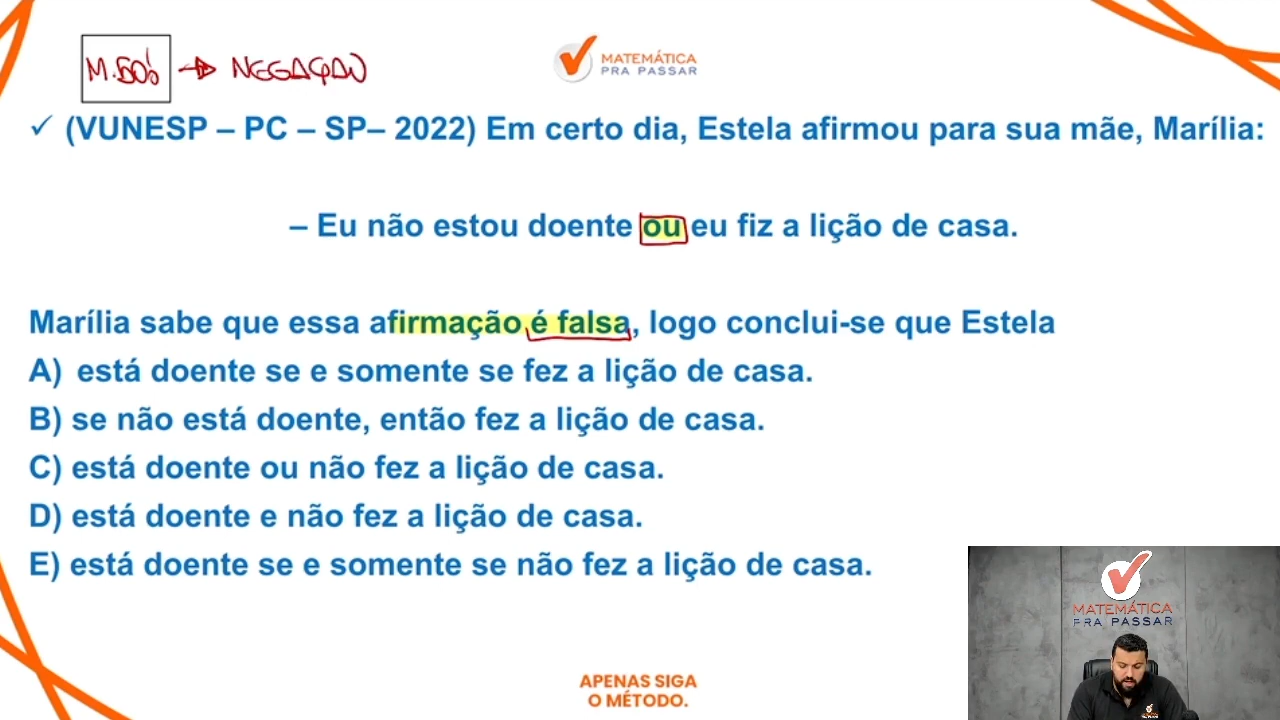 M.50! → NEGAÇÃO
MATEMÁTICA
PRA PASSAR
✓ (VUNESP – PC – SP– 2022) Em certo dia, Estela afirmou para sua mãe, Marília:
– Eu não estou doente ou eu fiz a lição de casa.
Marília sabe que essa afirmação é falsa, logo conclui-se que Estela
A) está doente se e somente se fez a lição de casa.
B) se não está doente, então fez a lição de casa.
C) está doente ou não fez a lição de casa.
D) está doente e não fez a lição de casa.
E) está doente se e somente se não fez a lição de casa.
MATEMÁTICA
PRA PASSAR
APENAS SIGA
O MÉTODO.